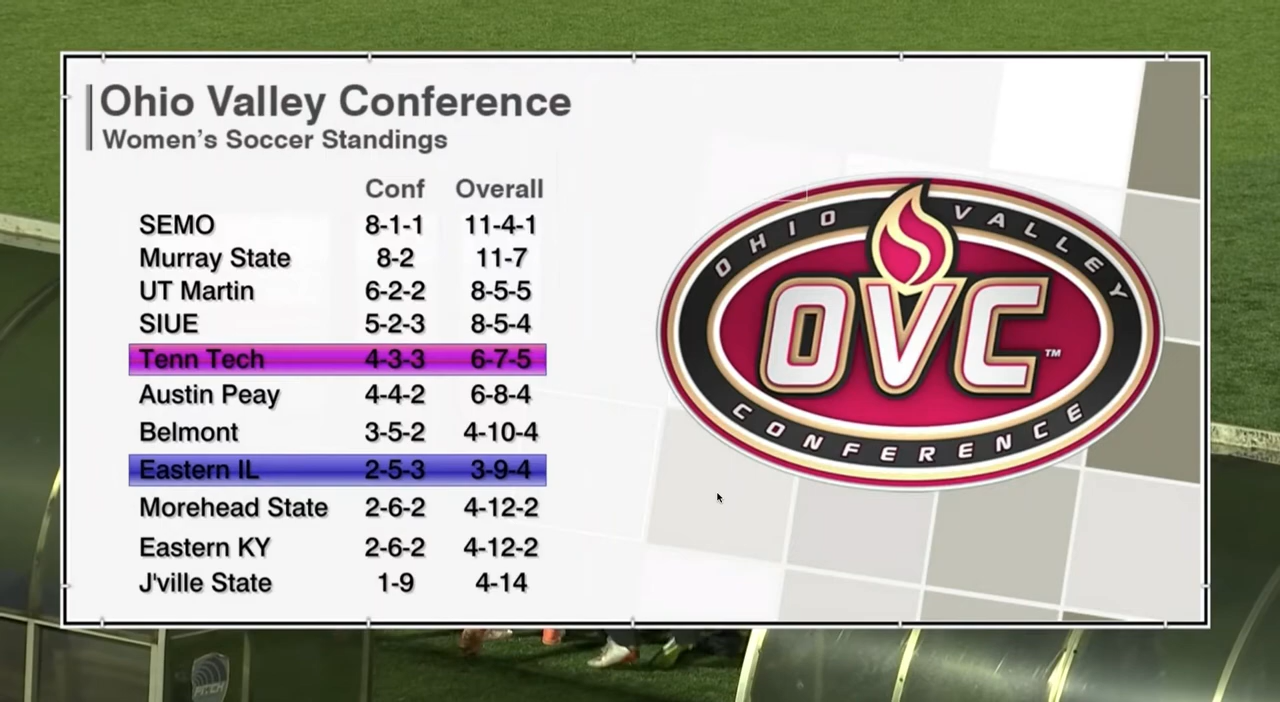 Ohio Valley Conference
Women's Soccer Standings
Conf Overall
SEMO 8-1-1 11-4-1
Murray State 8-2 11-7
UT Martin 6-2-2 8-5-5
SIUE 5-2-3 8-5-4
Tenn Tech 4-3-3 6-7-5
Austin Peay 4-4-2 6-8-4
Belmont 3-5-2 4-10-4
Eastern IL 2-5-3 3-9-4
Morehead State 2-6-2 4-12-2
Eastern KY 2-6-2 4-12-2
J'ville State 1-9 4-14
OHIO VALLEY
OVC™
CONFERENCE
PITCH